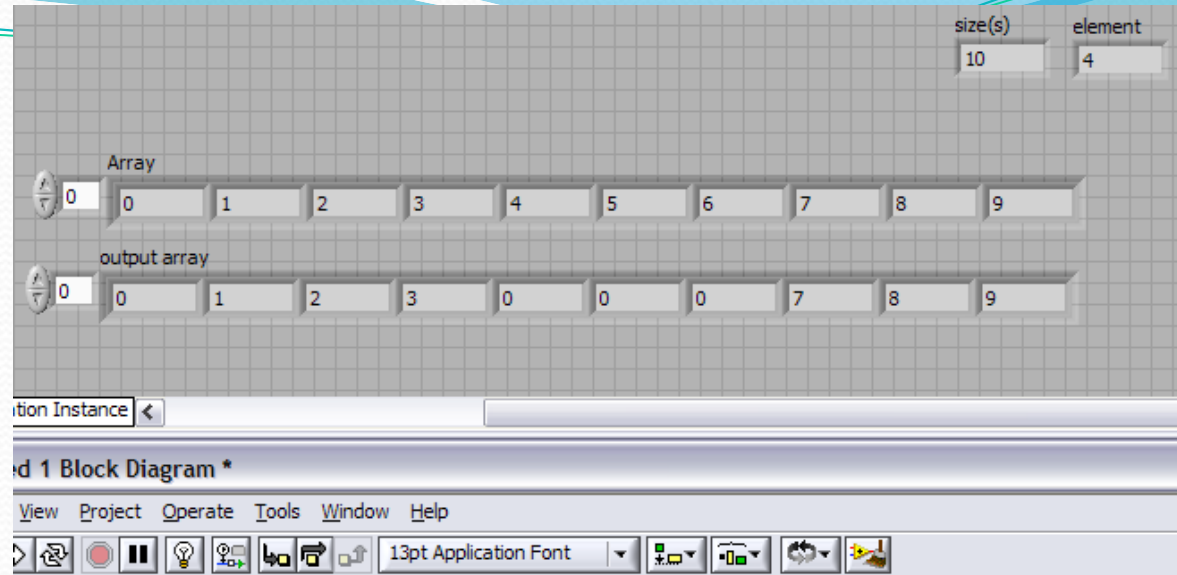 size(s) element
10 4
Array
0 0 1 2 3 4 5 6 7 8 9
output array
0 0 1 2 3 0 0 0 7 8 9
tion Instance <
ed 1 Block Diagram *
View Project Operate Tools Window Help
13pt Application Font